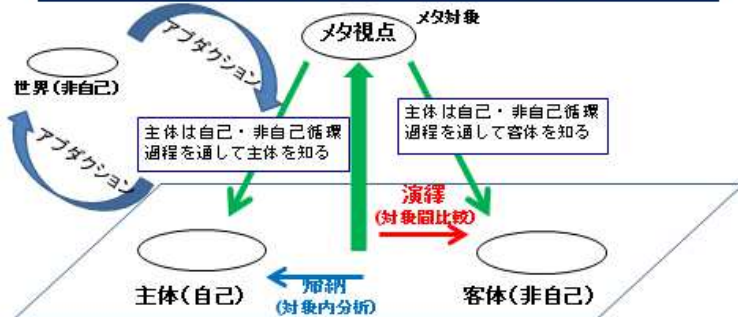 メタ視点
メタ対象
アブダクション
世界(非自己)
アブダクション
主体は自己・非自己循環
過程を通して主体を知る
主体は自己・非自己循環
過程を通して客体を知る
演繹
(対象間比較)
帰納
(対象内分析)
主体(自己)
客体(非自己)